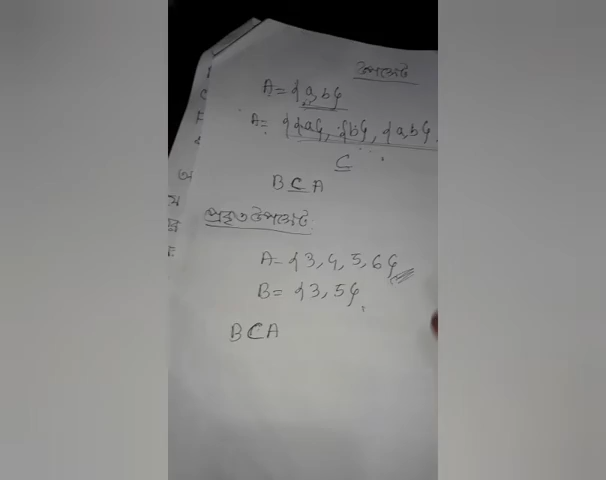 উপসেট
A = {a, b}
A = {{a}, {b}, {a, b}
⊆
B ⊆ A
প্রকৃত উপসেট
A = {3, 4, 5, 6}
B = {3, 5}
B ⊂ A